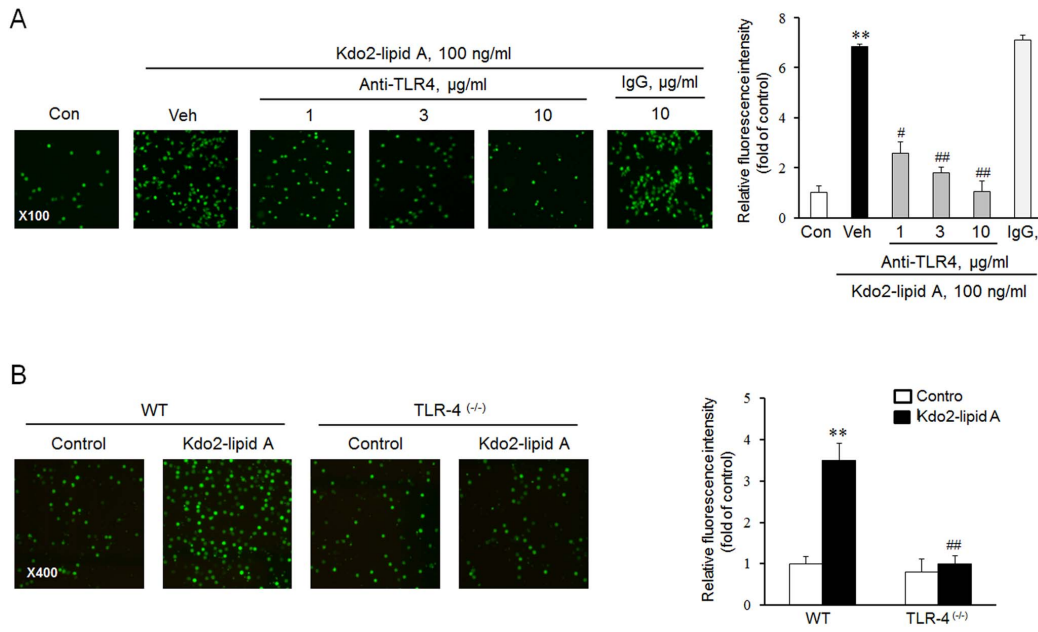 A
Kdo2-lipid A, 100 ng/ml
Anti-TLR4, µg/ml
IgG, µg/ml
Con
Veh
1
3
10
10
X100
Relative fluorescence intensity
(fold of control)
8
6
4
2
0
**
#
##
##
Con
Veh
1
3
10
IgG,
Anti-TLR4, µg/ml
Kdo2-lipid A, 100 ng/ml
B
WT
TLR-4 (-/-)
Control
Kdo2-lipid A
Control
Kdo2-lipid A
X400
Relative fluorescence intensity
(fold of control)
5
4
3
2
1
0
Contro
Kdo2-lipid A
**
##
WT
TLR-4 (-/-)